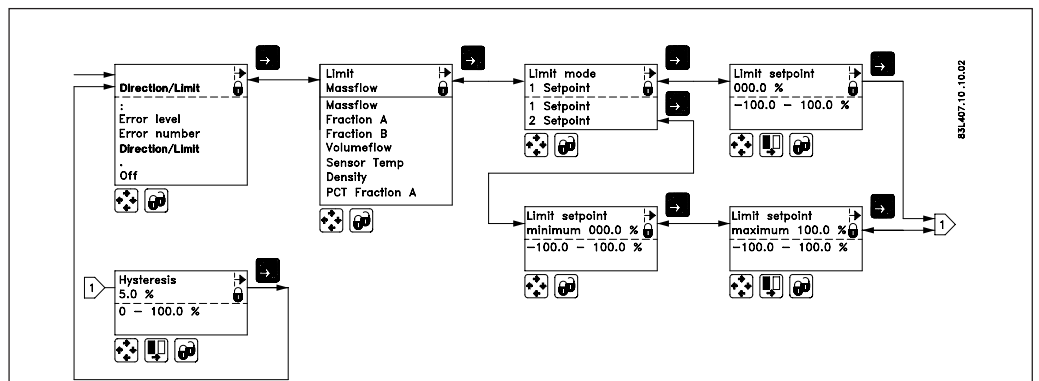 Direction/Limit
:
Error level
Error number
Direction/Limit
.
Off
Limit
Massflow
Massflow
Fraction A
Fraction B
Volumeflow
Sensor Temp
Density
PCT Fraction A
Limit mode
1 Setpoint
1 Setpoint
2 Setpoint
Limit setpoint
000.0 %
-100.0 - 100.0 %
83L407.10.10.02
Limit setpoint
minimum 000.0 %
-100.0 - 100.0 %
Limit setpoint
maximum 100.0 %
-100.0 - 100.0 %
1
1
Hysteresis
5.0 %
0 - 100.0 %